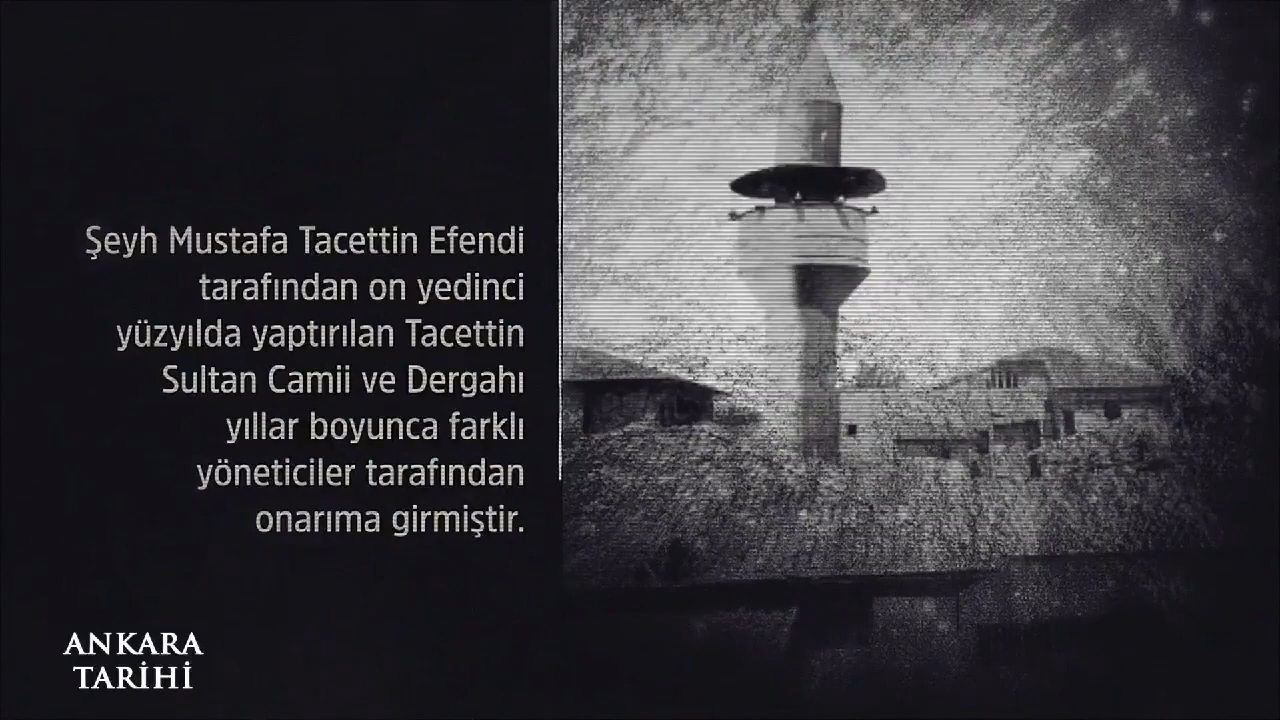 Şeyh Mustafa Tacettin Efendi
tarafından on yedinci
yüzyılda yaptırılan Tacettin
Sultan Camii ve Dergahı
yıllar boyunca farklı
yöneticiler tarafından
onarıma girmiştir.
ANKARA
TARİHİ